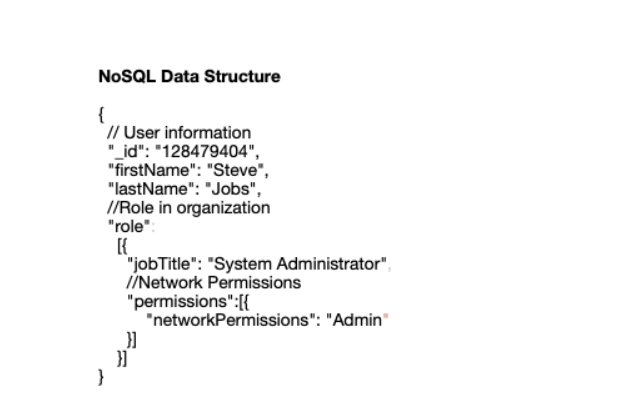 NoSQL Data Structure
{
// User information
"_id": "128479404",
"firstName": "Steve",
"lastName": "Jobs",
//Role in organization
"role":
[{
"jobTitle": "System Administrator",
//Network Permissions
"permissions":[{
"networkPermissions": "Admin"
}]
}]
}